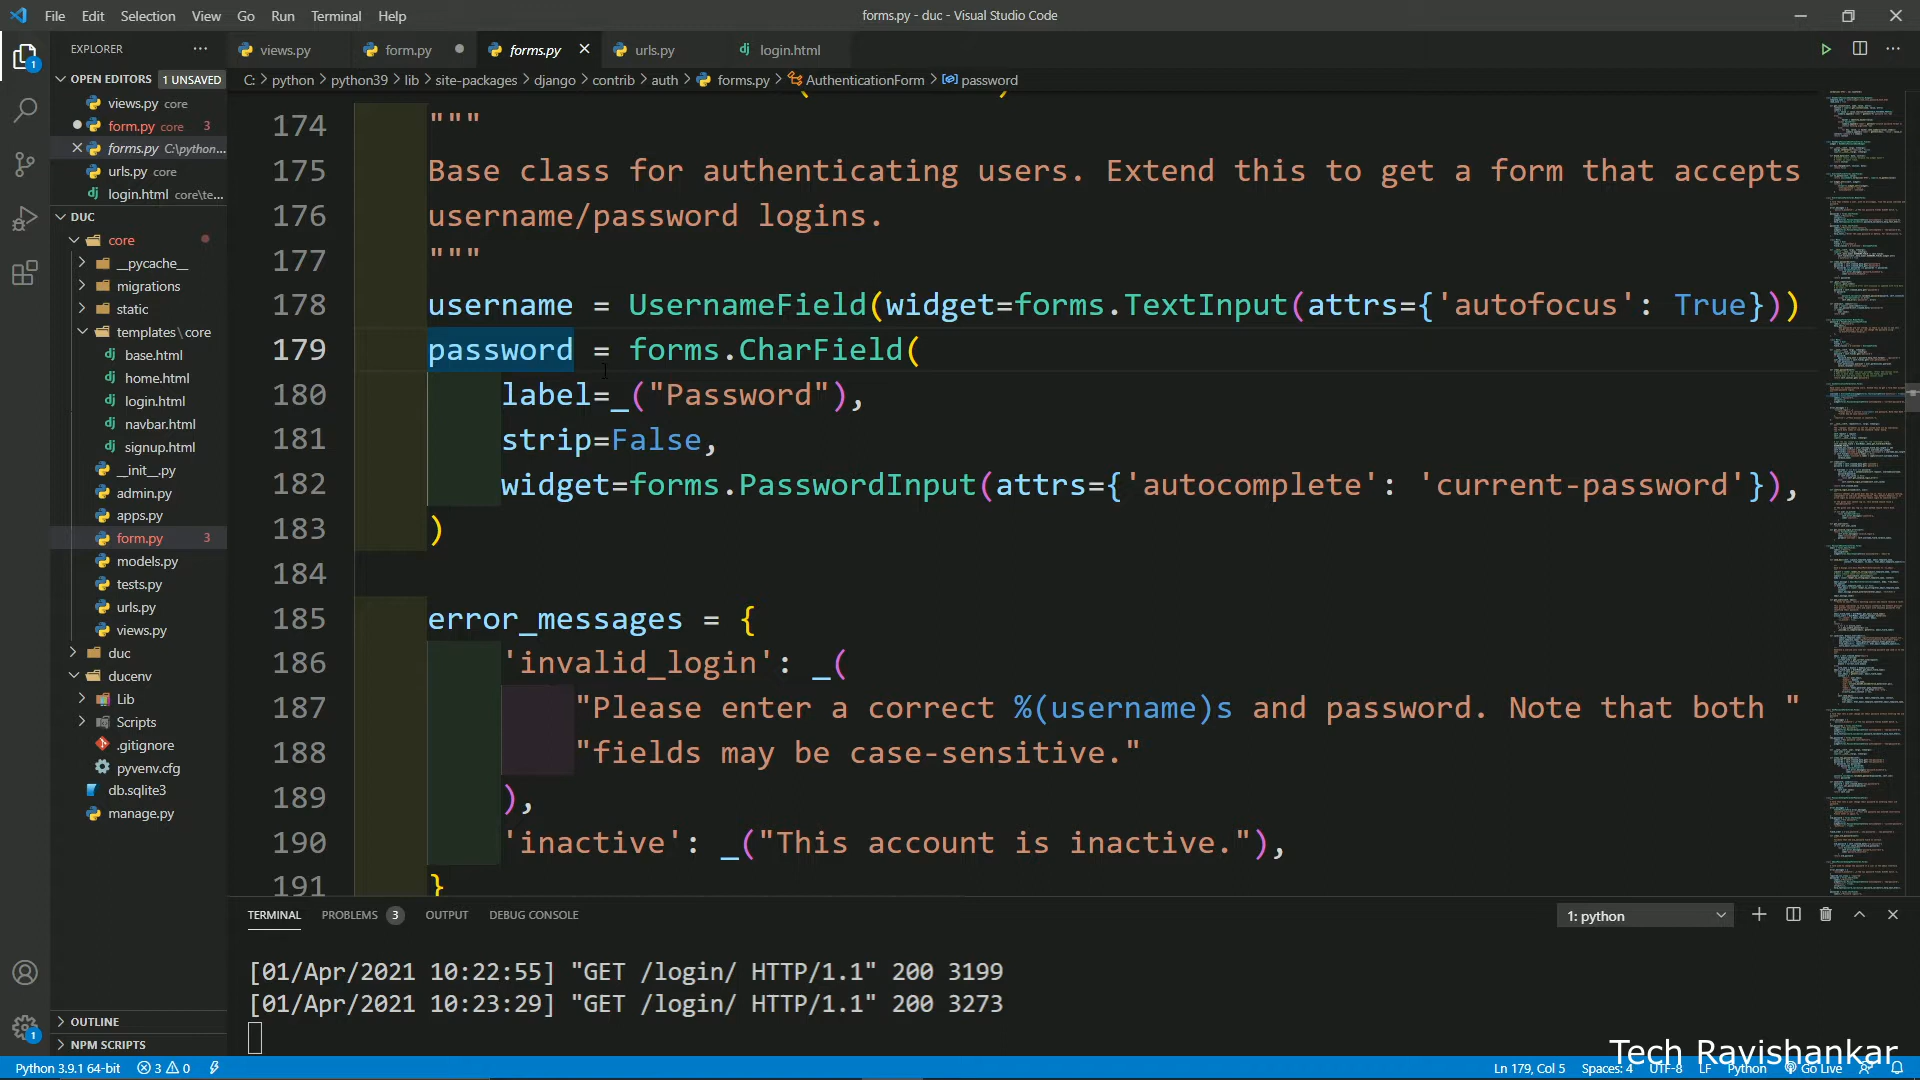 File Edit Selection View Go Run Terminal Help forms.py - duc - Visual Studio Code
EXPLORER
views.py form.py forms.py urls.py login.html
OPEN EDITORS 1 UNSAVED
C: > python > python39 > lib > site-packages > django > contrib > auth > forms.py > AuthenticationForm > password
views.py core
form.py core 3
forms.py C:\python...
urls.py core
login.html core\te...
DUC
core
__pycache__
migrations
static
templates\core
base.html
home.html
login.html
navbar.html
signup.html
__init__.py
admin.py
apps.py
form.py 3
models.py
tests.py
urls.py
views.py
duc
ducenv
Lib
Scripts
.gitignore
pyvenv.cfg
db.sqlite3
manage.py
OUTLINE
NPM SCRIPTS
174 """
175 Base class for authenticating users. Extend this to get a form that accepts
176 username/password logins.
177 """
178 username = UsernameField(widget=forms.TextInput(attrs={'autofocus': True}))
179 password = forms.CharField(
180 label=_("Password"),
181 strip=False,
182 widget=forms.PasswordInput(attrs={'autocomplete': 'current-password'}),
183 )
184
185 error_messages = {
186 'invalid_login': _(
187 "Please enter a correct %(username)s and password. Note that both "
188 "fields may be case-sensitive."
189 ),
190 'inactive': _("This account is inactive."),
191 }
TERMINAL PROBLEMS 3 OUTPUT DEBUG CONSOLE 1: python
[01/Apr/2021 10:22:55] "GET /login/ HTTP/1.1" 200 3199
[01/Apr/2021 10:23:29] "GET /login/ HTTP/1.1" 200 3273
Tech Ravishankar
Python 3.9.1 64-bit 3 0 Ln 179, Col 5 Spaces: 4 UTF-8 LF Python Go Live